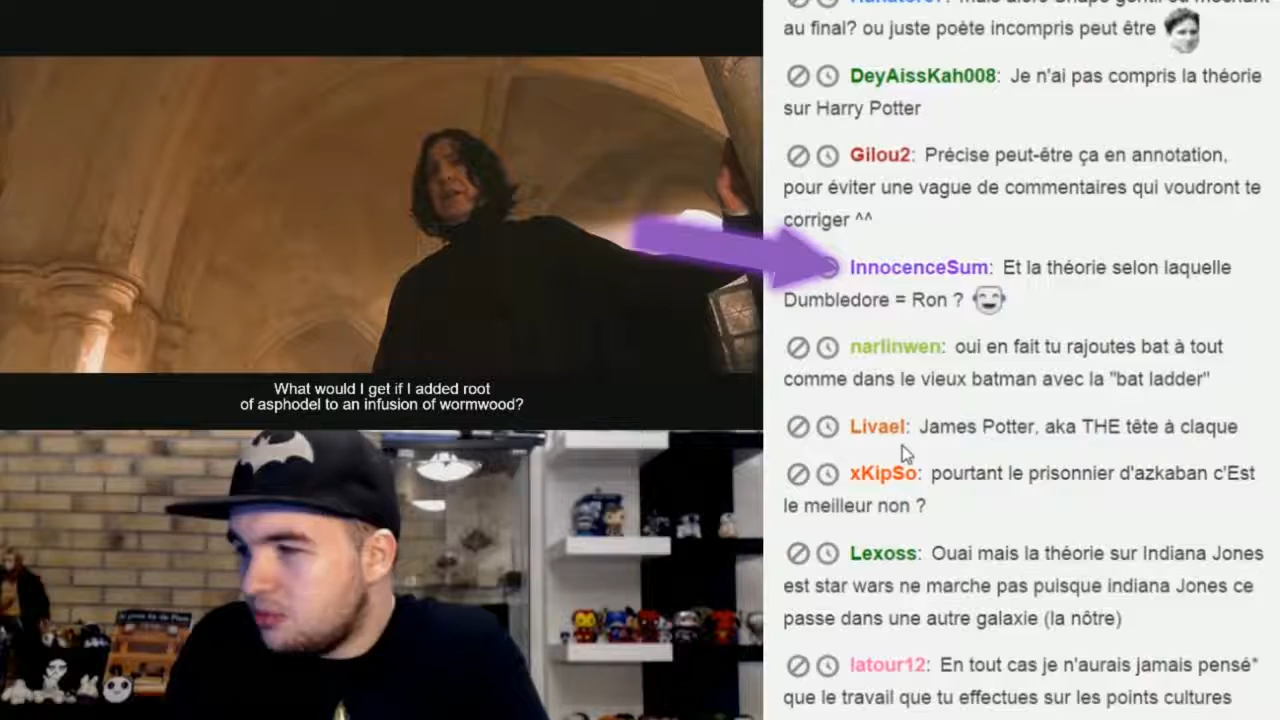 What would I get if I added root
of asphodel to an infusion of wormwood?
au final? ou juste poète incompris peut être
DeyAissKah008: Je n'ai pas compris la théorie
sur Harry Potter
Gilou2: Précise peut-être ça en annotation,
pour éviter une vague de commentaires qui voudront te
corriger ^^
InnocenceSum: Et la théorie selon laquelle
Dumbledore = Ron ?
narlinwen: oui en fait tu rajoutes bat à tout
comme dans le vieux batman avec la "bat ladder"
Livael: James Potter, aka THE tête à claque
xKipSo: pourtant le prisonnier d'azkaban c'Est
le meilleur non ?
Lexoss: Ouai mais la théorie sur Indiana Jones
est star wars ne marche pas puisque indiana Jones ce
passe dans une autre galaxie (la nôtre)
latour12: En tout cas je n'aurais jamais pensé*
que le travail que tu effectues sur les points cultures